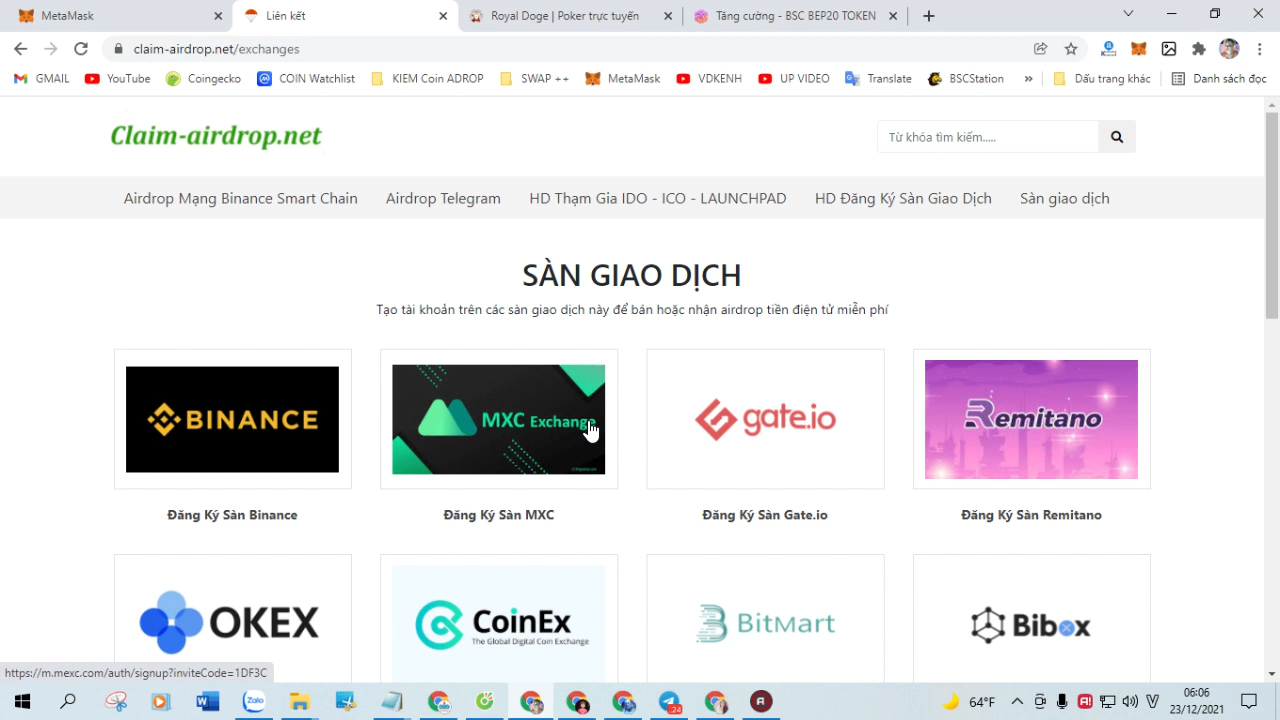 MetaMask
Liên kết
Royal Doge | Poker trực tuyến
Tăng cường - BSC BEP20 TOKEN
claim-airdrop.net/exchanges
GMAIL
YouTube
Coingecko
COIN Watchlist
KIEM Coin ADROP
SWAP ++
MetaMask
VDKENH
UP VIDEO
Translate
BSCStation
»
Dấu trang khác
Danh sách đọc
Claim-airdrop.net
Từ khóa tìm kiếm.....
Airdrop Mạng Binance Smart Chain
Airdrop Telegram
HD Thạm Gia IDO - ICO - LAUNCHPAD
HD Đăng Ký Sàn Giao Dịch
Sàn giao dịch
SÀN GIAO DỊCH
Tạo tài khoản trên các sàn giao dịch này để bán hoặc nhận airdrop tiền điện tử miễn phí
BINANCE
MXC Exchange
gate.io
Remitano
Đăng Ký Sàn Binance
Đăng Ký Sàn MXC
Đăng Ký Sàn Gate.io
Đăng Ký Sàn Remitano
OKEX
CoinEx
The Global Digital Coin Exchange
BitMart
Bibox
https://m.mexc.com/auth/signup?inviteCode=1DF3C
Zalo
24
64°F
06:06
23/12/2021